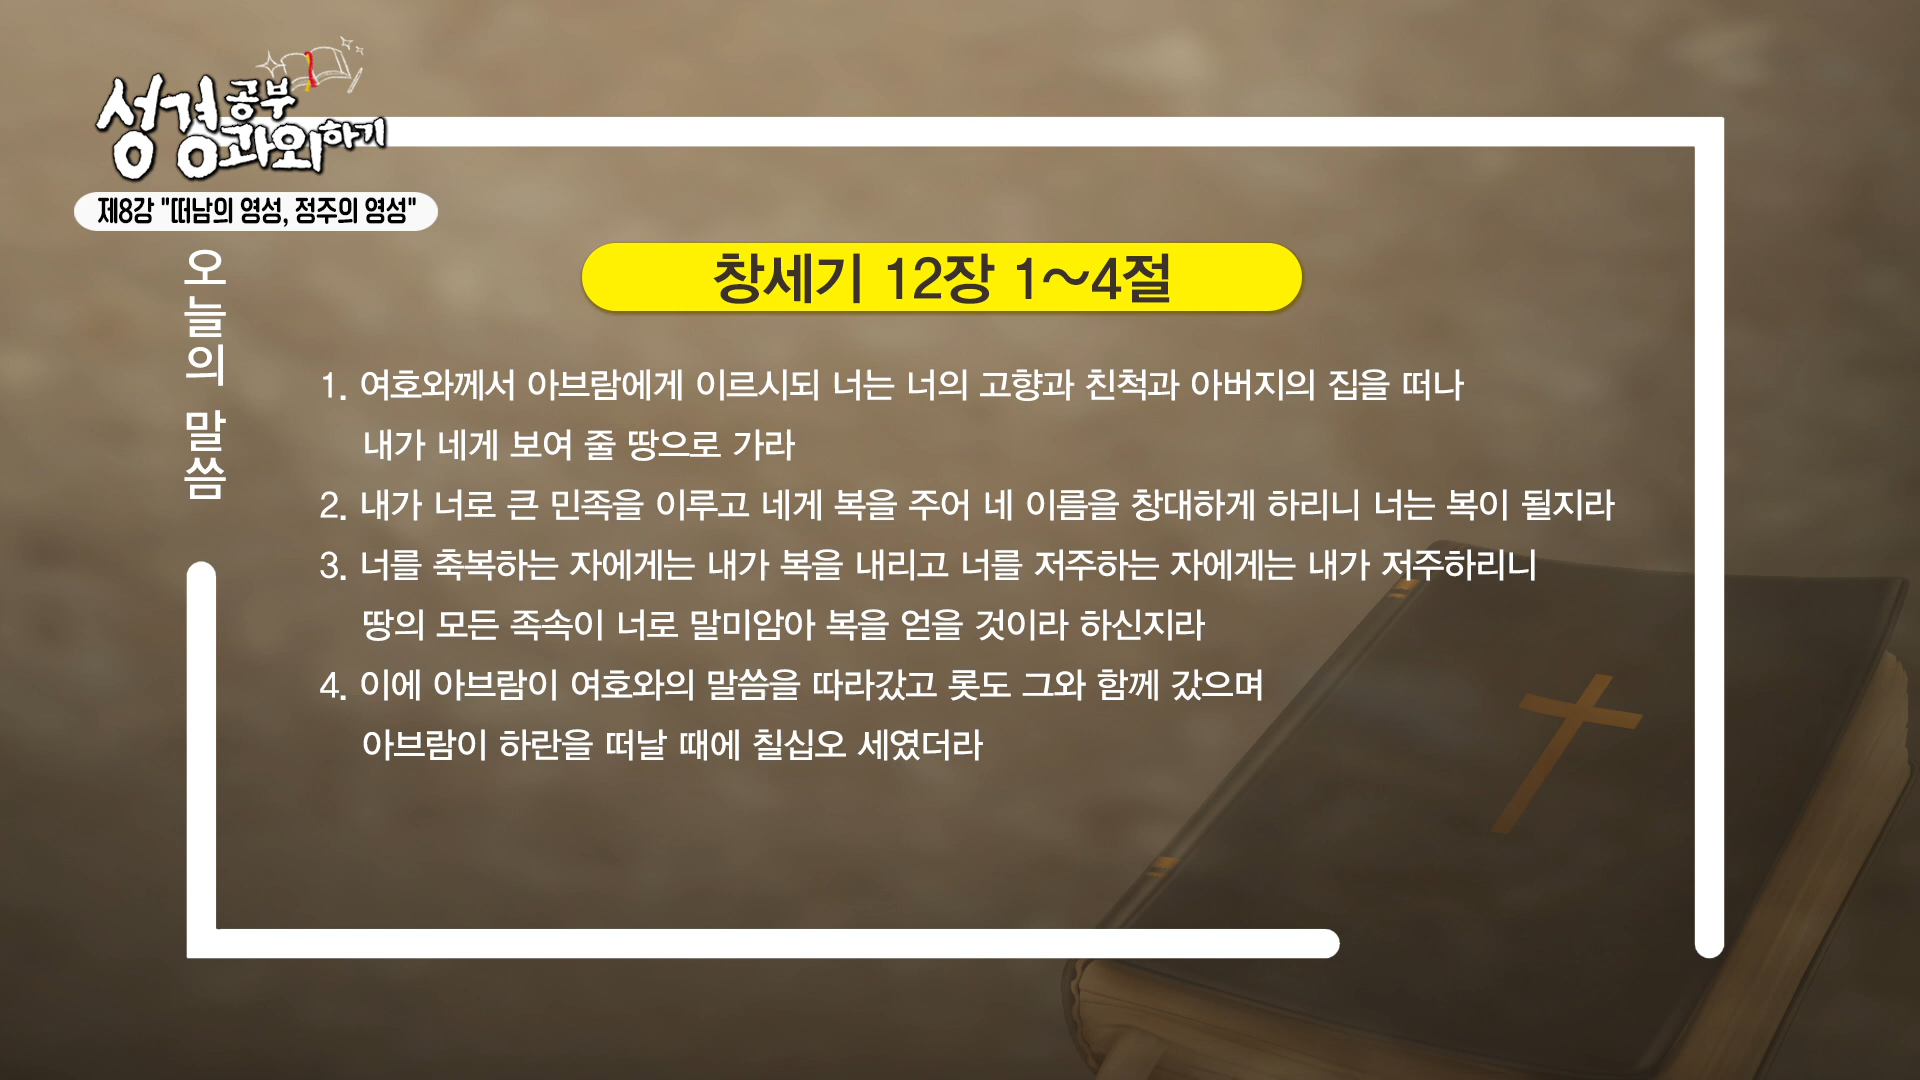 성경공부
과외하기
제8강 "떠남의 영성, 정주의 영성"
오늘의 말씀
창세기 12장 1~4절
1. 여호와께서 아브람에게 이르시되 너는 너의 고향과 친척과 아버지의 집을 떠나
내가 네게 보여 줄 땅으로 가라
2. 내가 너로 큰 민족을 이루고 네게 복을 주어 네 이름을 창대하게 하리니 너는 복이 될지라
3. 너를 축복하는 자에게는 내가 복을 내리고 너를 저주하는 자에게는 내가 저주하리니
땅의 모든 족속이 너로 말미암아 복을 얻을 것이라 하신지라
4. 이에 아브람이 여호와의 말씀을 따라갔고 롯도 그와 함께 갔으며
아브람이 하란을 떠날 때에 칠십오 세였더라